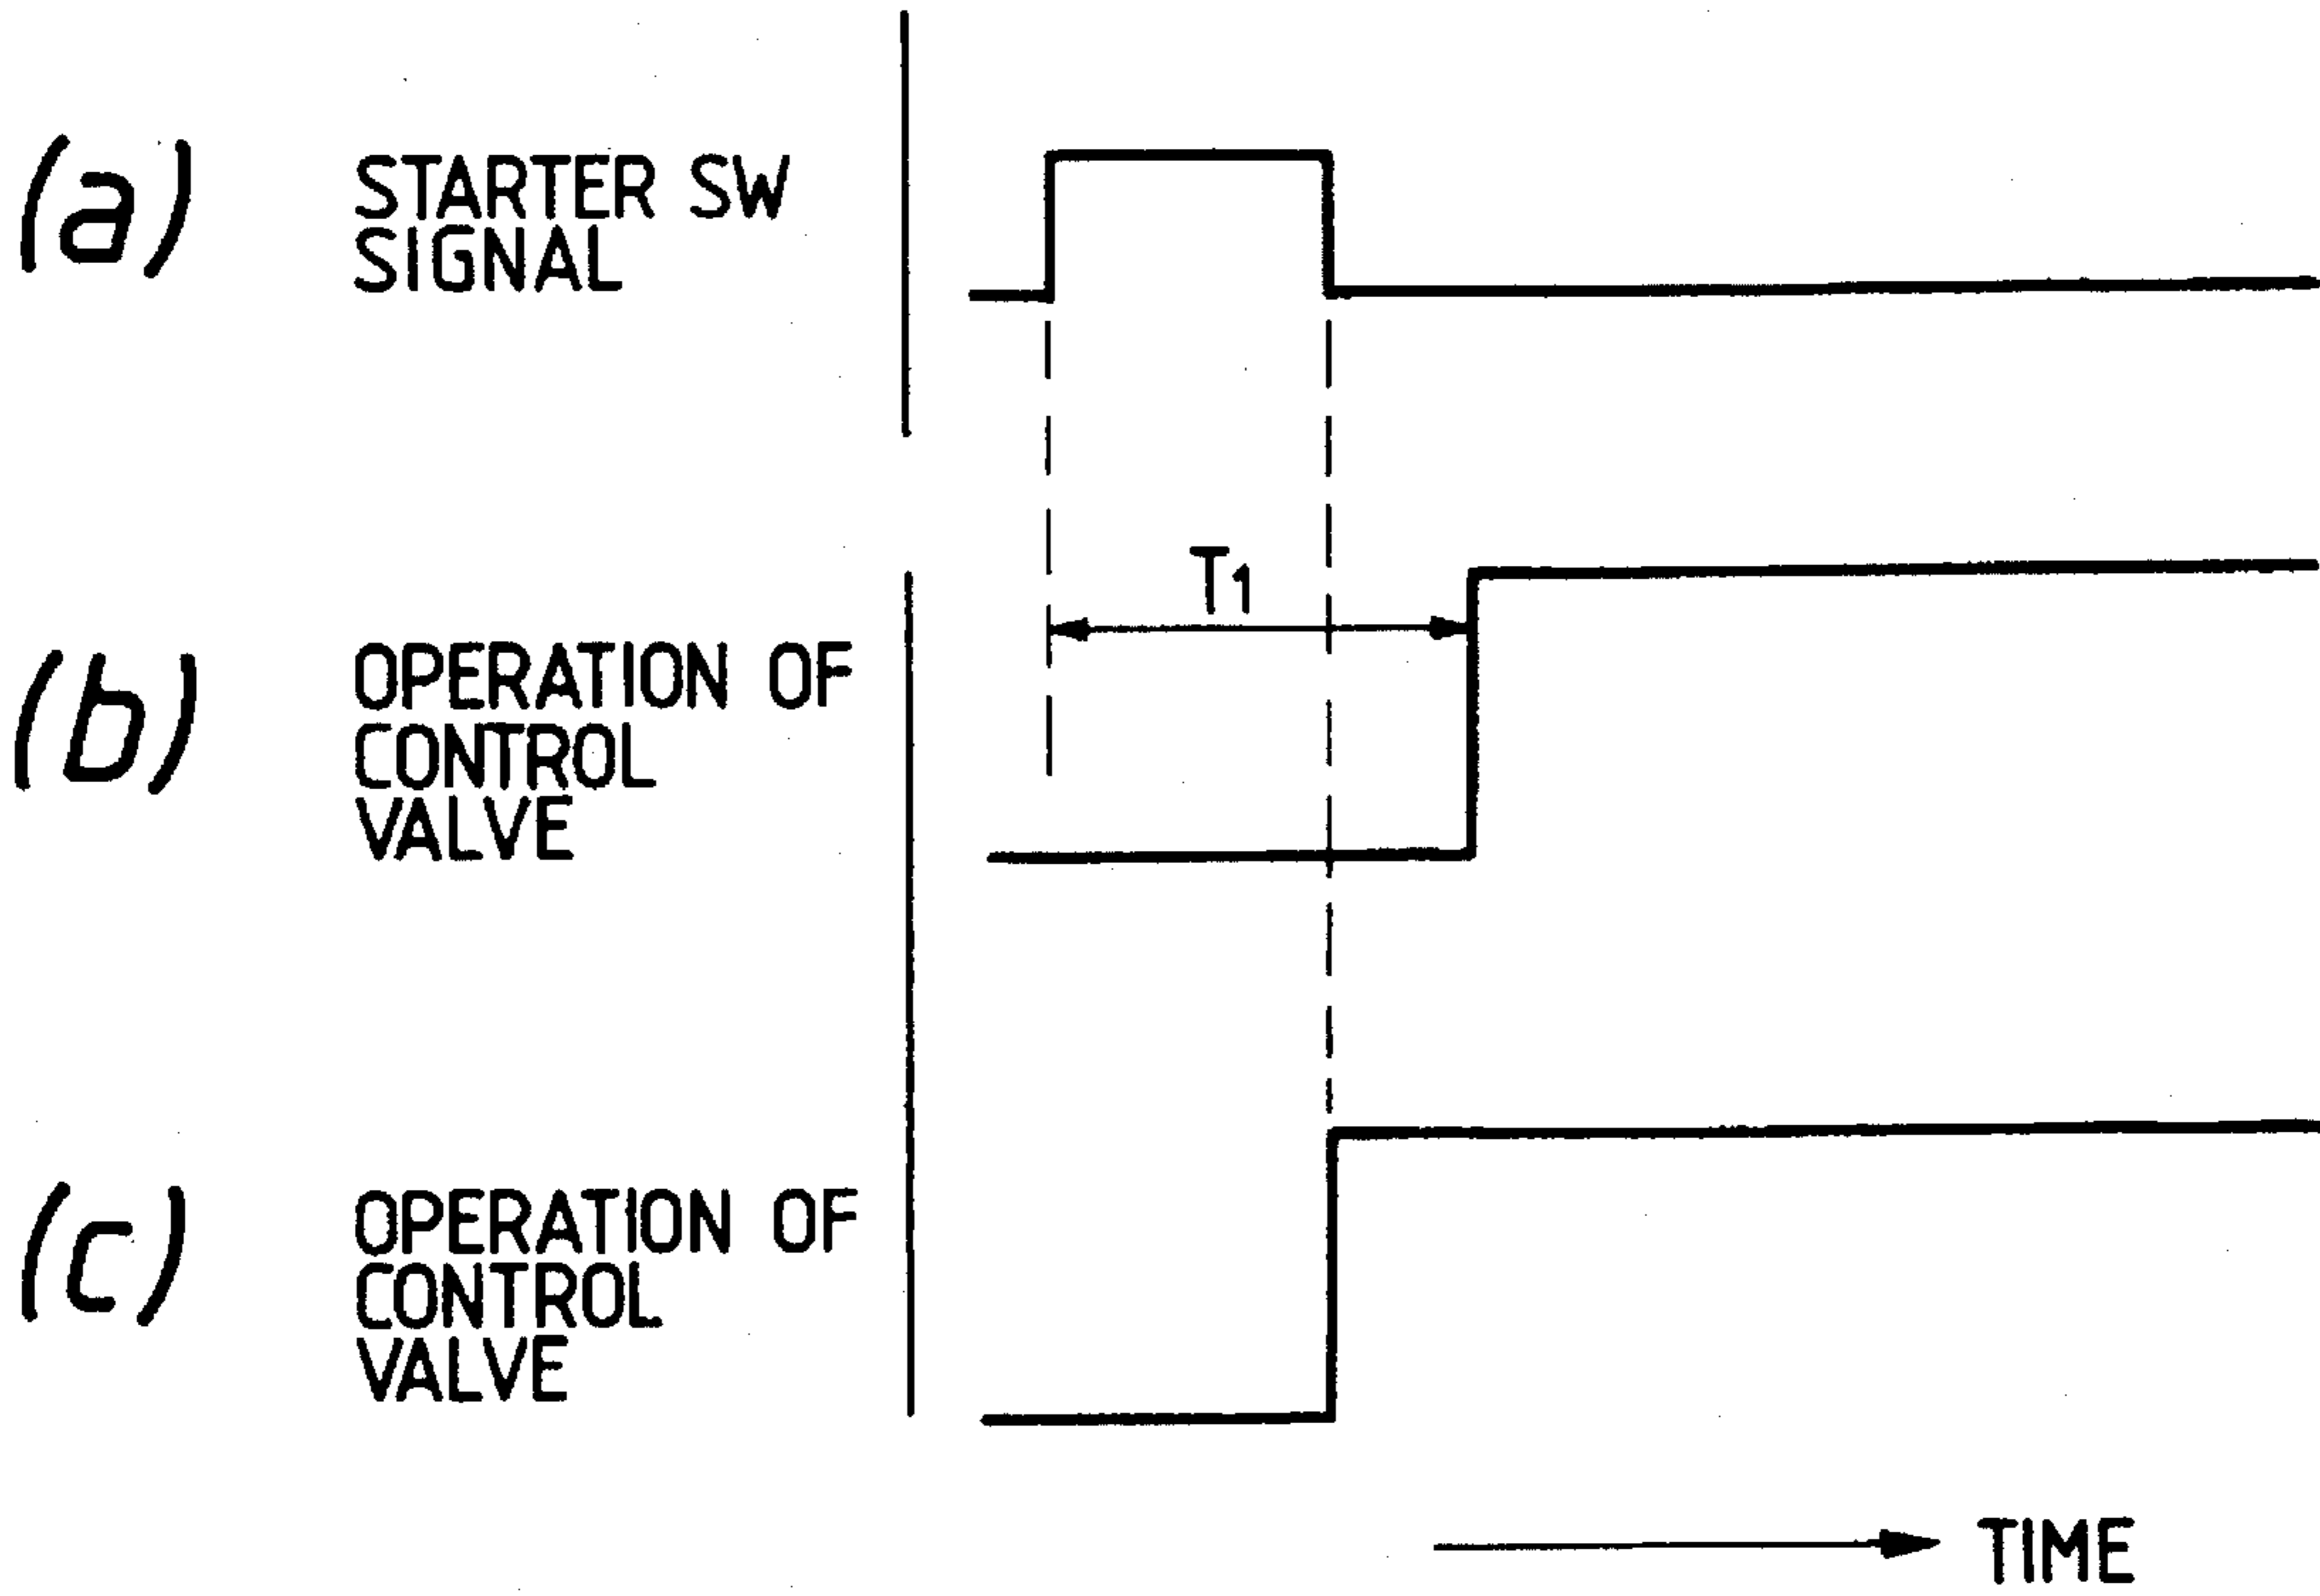 (a)
STARTER SW
SIGNAL
T1
(b)
OPERATION OF
CONTROL
VALVE
(c)
OPERATION OF
CONTROL
VALVE
TIME